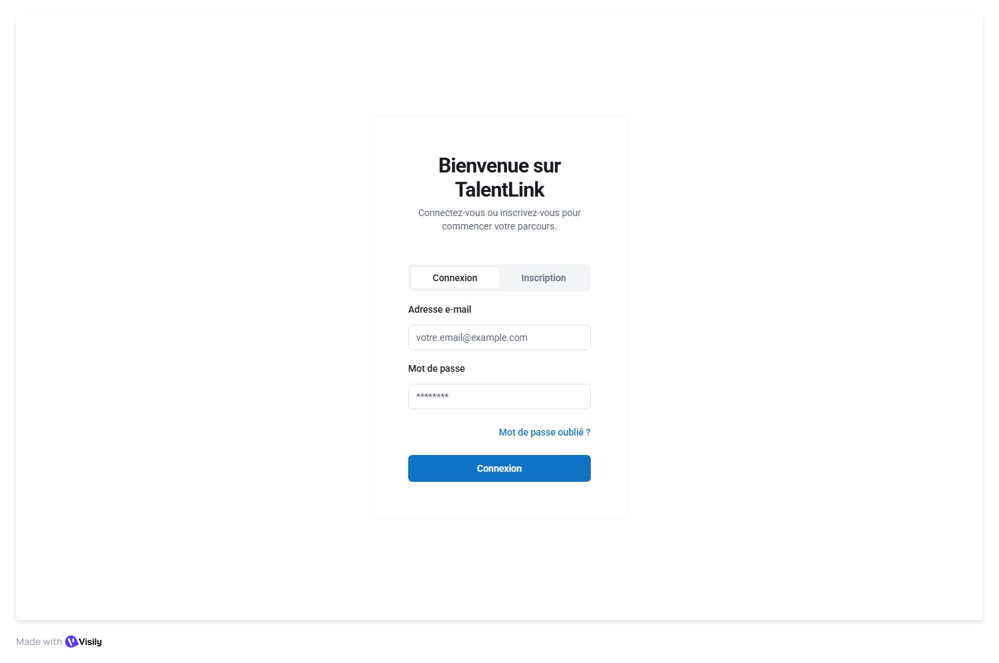 Bienvenue sur
TalentLink
Connectez-vous ou inscrivez-vous pour
commencer votre parcours.
Connexion Inscription
Adresse e-mail
votre.email@example.com
Mot de passe
********
Mot de passe oublié ?
Connexion
Made with Visily